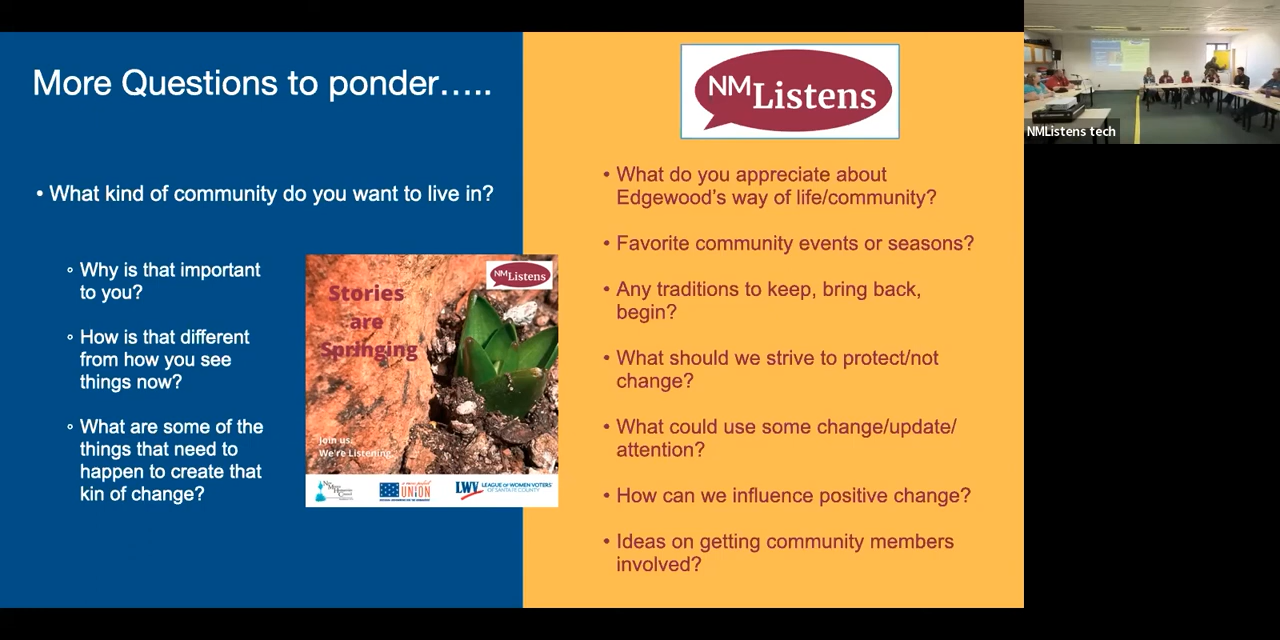 More Questions to ponder…..
• What kind of community do you want to live in?
◦ Why is that important
to you?
◦ How is that different
from how you see
things now?
◦ What are some of the
things that need to
happen to create that
kin of change?
NMListens
Stories
are
Springing
Join us,
We're Listening
UNION
LWV LEAGUE OF WOMEN VOTERS
OF SANTA FE COUNTY
NMListens
• What do you appreciate about
Edgewood's way of life/community?
• Favorite community events or seasons?
• Any traditions to keep, bring back,
begin?
• What should we strive to protect/not
change?
• What could use some change/update/
attention?
• How can we influence positive change?
• Ideas on getting community members
involved?
NMListens tech